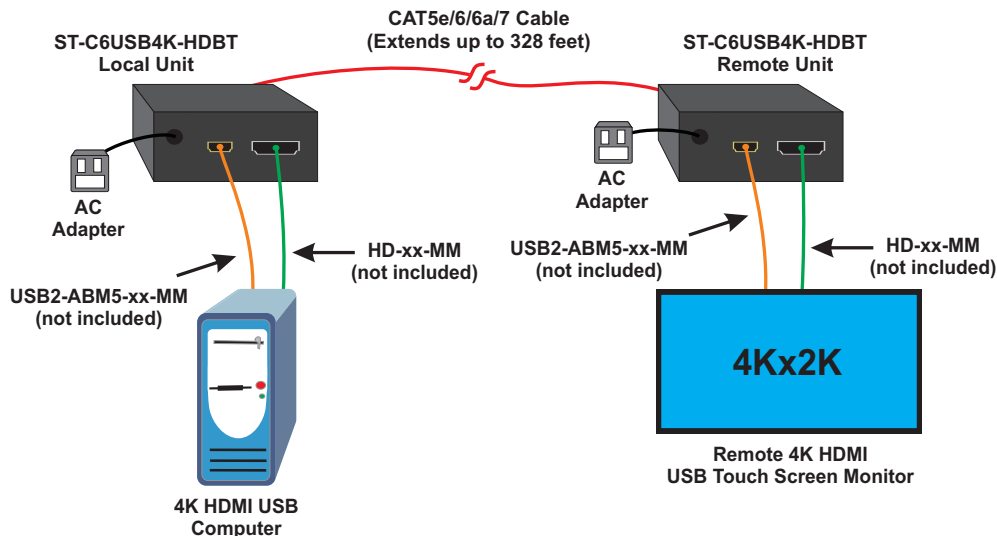 CAT5e/6/6a/7 Cable
(Extends up to 328 feet)
ST-C6USB4K-HDBT
Local Unit
ST-C6USB4K-HDBT
Remote Unit
AC
Adapter
AC
Adapter
HD-xx-MM
(not included)
USB2-ABM5-xx-MM
(not included)
USB2-ABM5-xx-MM
(not included)
HD-xx-MM
(not included)
4Kx2K
4K HDMI USB
Computer
Remote 4K HDMI
USB Touch Screen Monitor